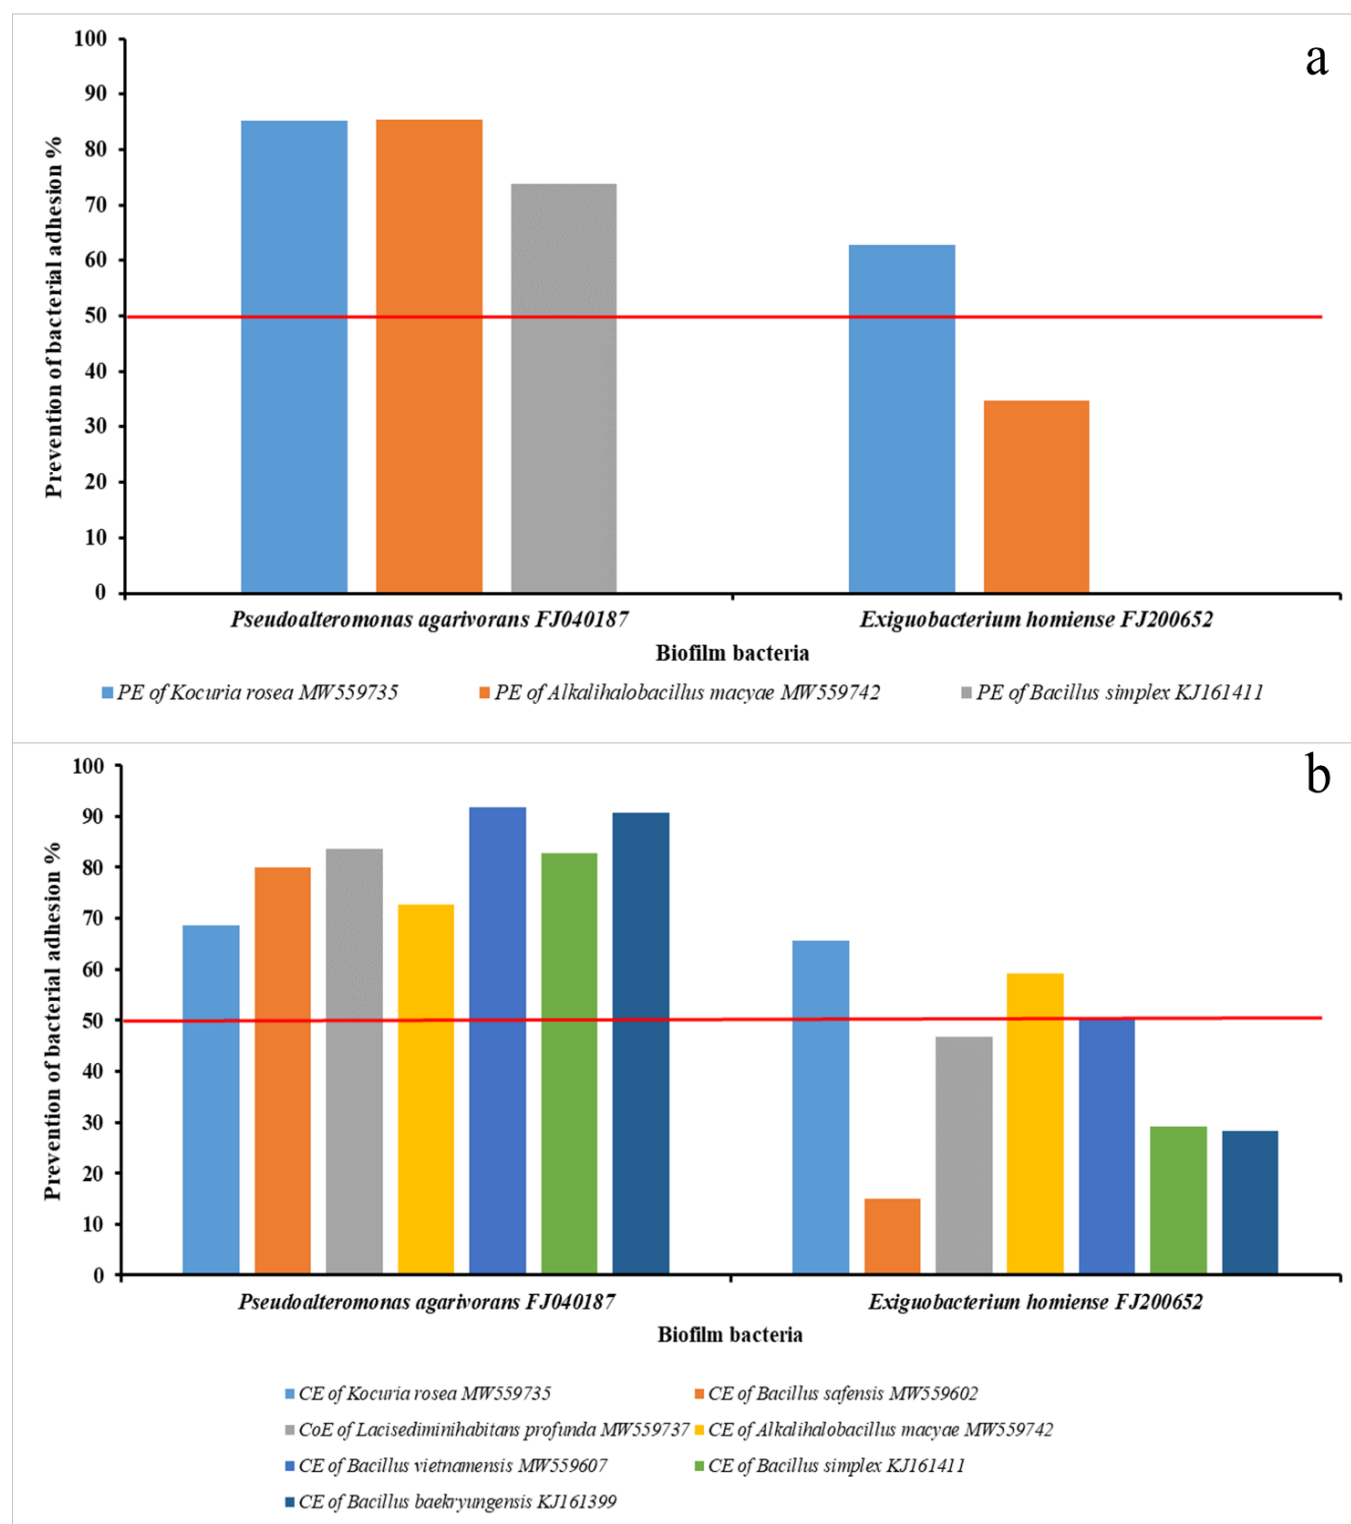 a
100
90
80
70
60
50
40
30
20
10
0
Prevention of bacterial adhesion %
Pseudoalteromonas agarivorans FJ040187 Exiguobacterium homiense FJ200652
Biofilm bacteria
PE of Kocuria rosea MW559735 PE of Alkalihalobacillus macyae MW559742 PE of Bacillus simplex KJ161411
b
100
90
80
70
60
50
40
30
20
10
0
Prevention of bacterial adhesion %
Pseudoalteromonas agarivorans FJ040187 Exiguobacterium homiense FJ200652
Biofilm bacteria
CE of Kocuria rosea MW559735 CE of Bacillus safensis MW559602
CoE of Lacisediminihabitans profunda MW559737 CE of Alkalihalobacillus macyae MW559742
CE of Bacillus vietnamensis MW559607 CE of Bacillus simplex KJ161411
CE of Bacillus baekryungensis KJ161399